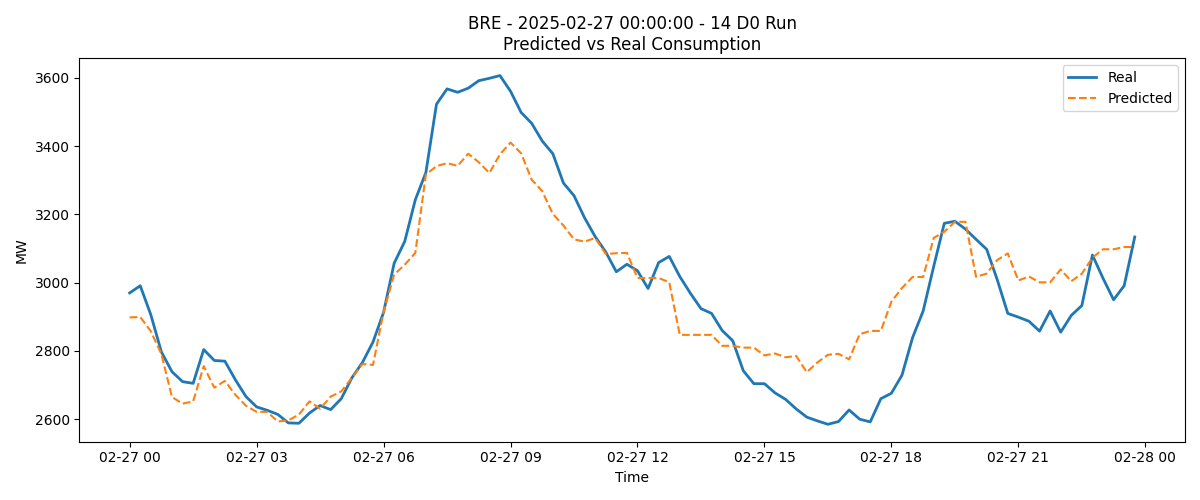 BRE - 2025-02-27 00:00:00 - 14 D0 Run
Predicted vs Real Consumption
Real
Predicted
3600
3400
3200
3000
2800
2600
MW
02-27 00 02-27 03 02-27 06 02-27 09 02-27 12 02-27 15 02-27 18 02-27 21 02-28 00
Time